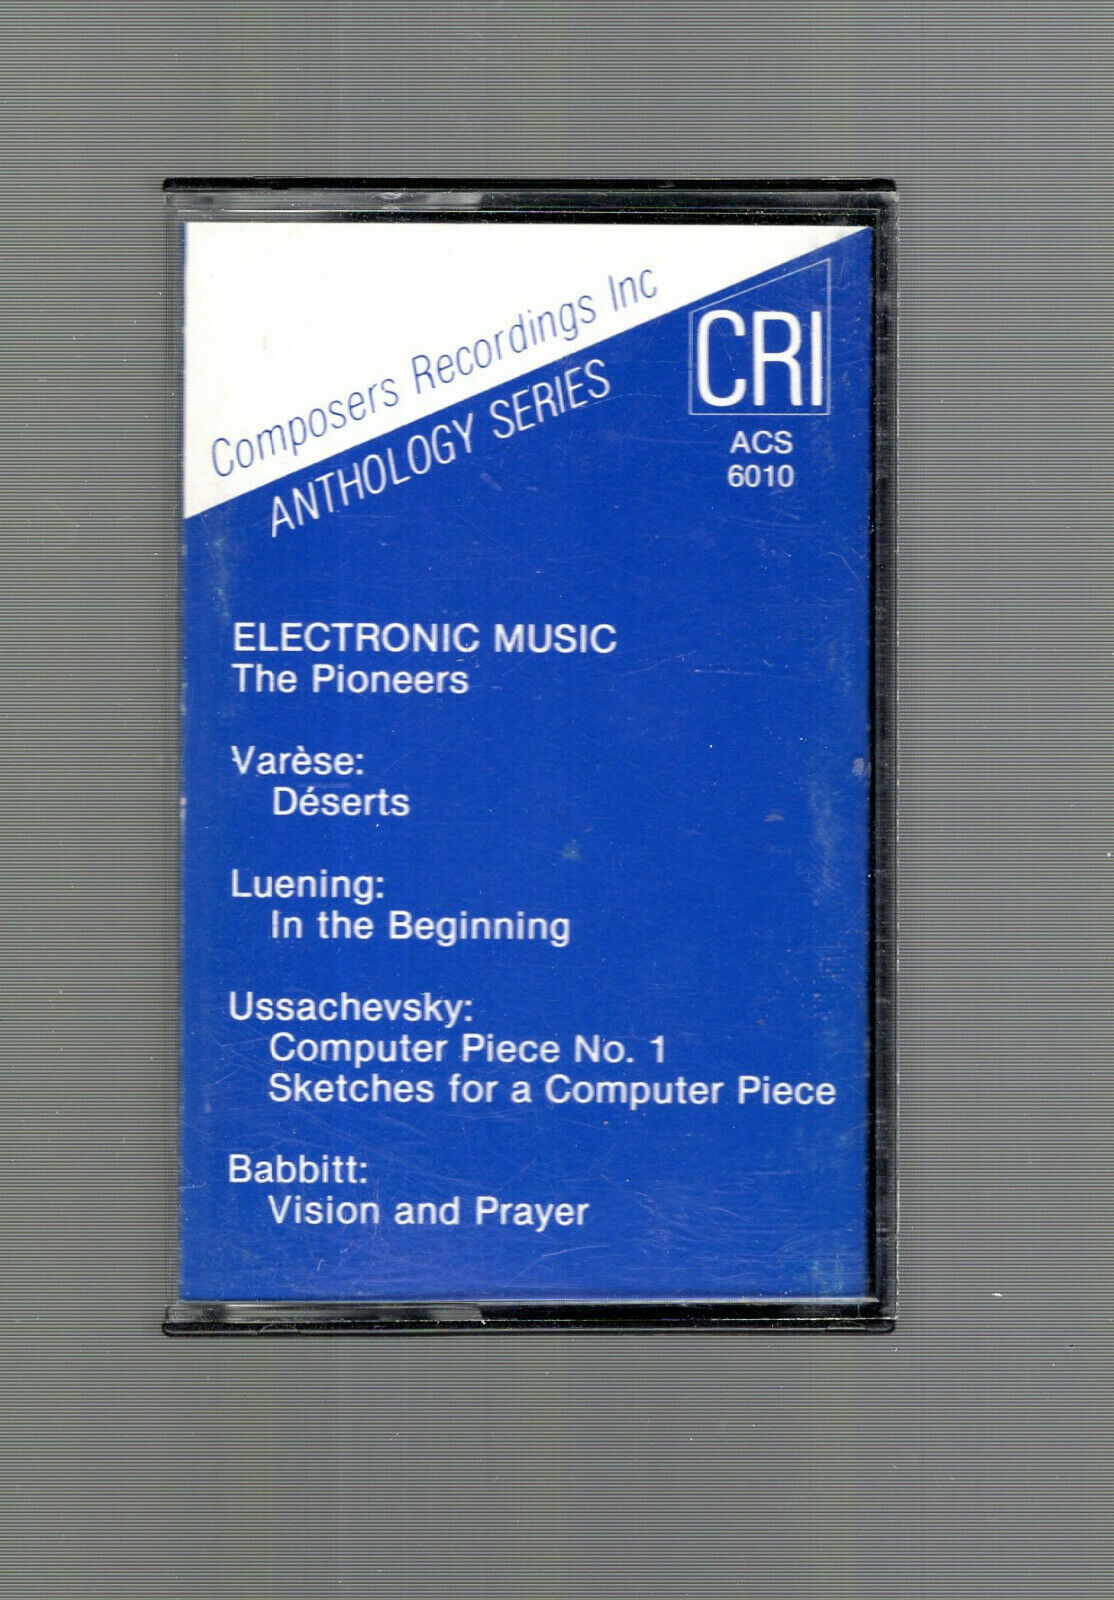 Composers Recordings Inc
ANTHOLOGY SERIES
CRI
ACS
6010
ELECTRONIC MUSIC
The Pioneers
Varèse:
Déserts
Luening:
In the Beginning
Ussachevsky:
Computer Piece No. 1
Sketches for a Computer Piece
Babbitt:
Vision and Prayer